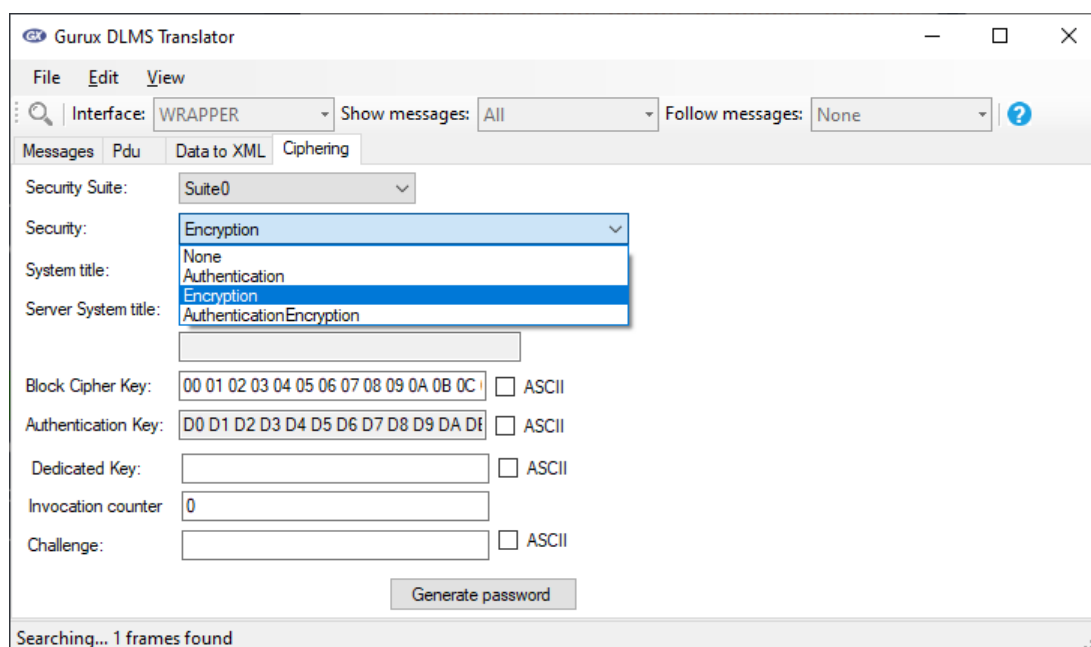 Gurux DLMS Translator
File Edit View
Interface: WRAPPER Show messages: All Follow messages: None
Messages Pdu Data to XML Ciphering
Security Suite: Suite0
Security: Encryption
None
System title:
Authentication
Encryption
Server System title:
AuthenticationEncryption
Block Cipher Key: 00 01 02 03 04 05 06 07 08 09 0A 0B 0C ASCII
Authentication Key: D0 D1 D2 D3 D4 D5 D6 D7 D8 D9 DA ASCII
Dedicated Key: ASCII
Invocation counter 0
Challenge: ASCII
Generate password
Searching... 1 frames found